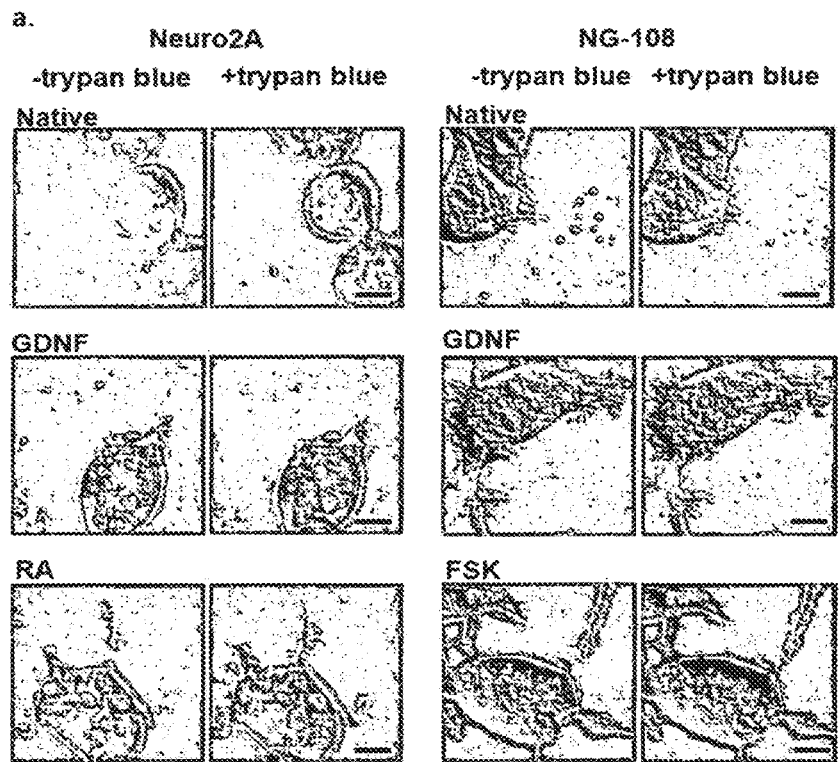 a.
Neuro2A
NG-108
-trypan blue +trypan blue
-trypan blue +trypan blue
Native
Native
GDNF
GDNF
RA
FSK